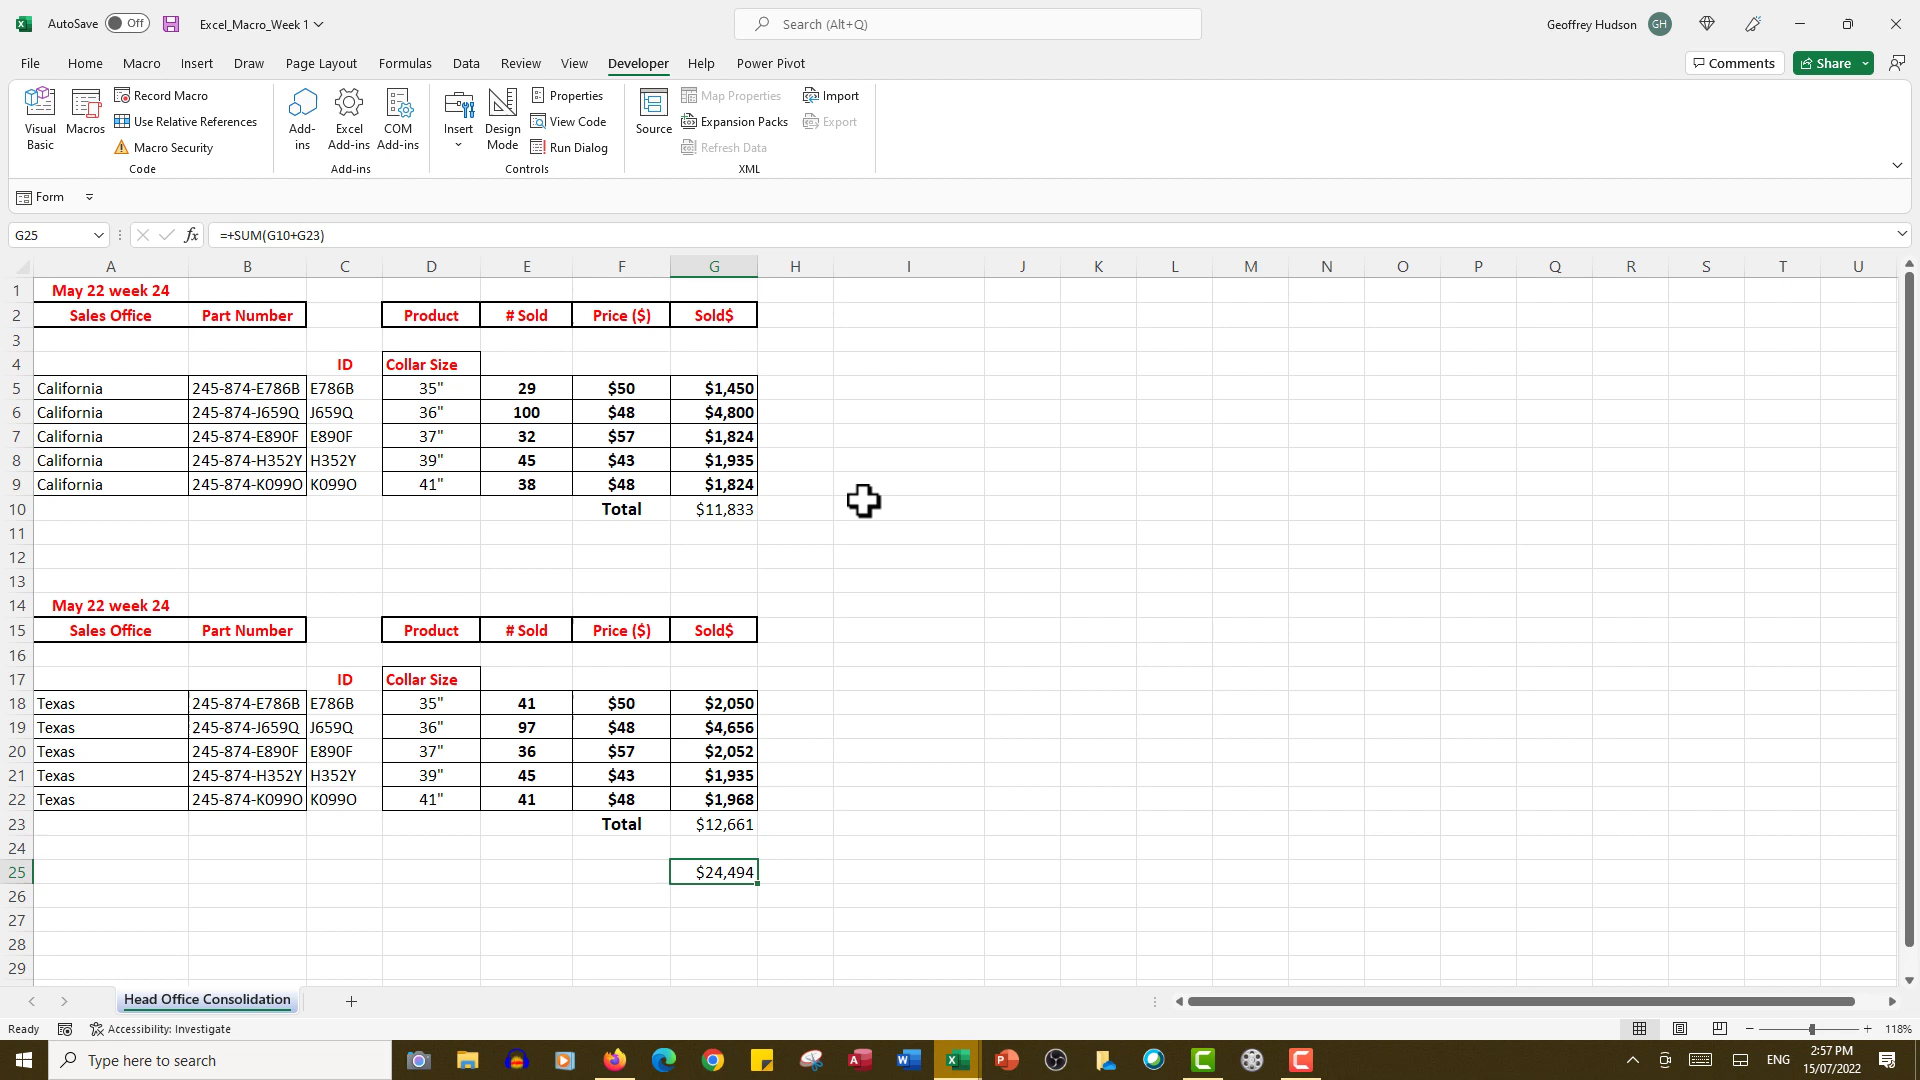 AutoSave Off Excel_Macro_Week 1 Search (Alt+Q) Geoffrey Hudson GH
File Home Macro Insert Draw Page Layout Formulas Data Review View Developer Help Power Pivot Comments Share
Visual Basic Macros Record Macro Use Relative References Macro Security Code
Add-ins Excel Add-ins COM Add-ins Add-ins
Insert Design Mode Properties View Code Run Dialog Controls
Source Map Properties Expansion Packs Refresh Data Import Export XML
Form
G25 fx =+SUM(G10+G23)
A B C D E F G H I J K L M N O P Q R S T U
1 May 22 week 24
2 Sales Office Part Number Product # Sold Price ($) Sold$
3
4 ID Collar Size
5 California 245-874-E786B E786B 35" 29 $50 $1,450
6 California 245-874-J659Q J659Q 36" 100 $48 $4,800
7 California 245-874-E890F E890F 37" 32 $57 $1,824
8 California 245-874-H352Y H352Y 39" 45 $43 $1,935
9 California 245-874-K099O K099O 41" 38 $48 $1,824
10 Total $11,833
11
12
13
14 May 22 week 24
15 Sales Office Part Number Product # Sold Price ($) Sold$
16
17 ID Collar Size
18 Texas 245-874-E786B E786B 35" 41 $50 $2,050
19 Texas 245-874-J659Q J659Q 36" 97 $48 $4,656
20 Texas 245-874-E890F E890F 37" 36 $57 $2,052
21 Texas 245-874-H352Y H352Y 39" 45 $43 $1,935
22 Texas 245-874-K099O K099O 41" 41 $48 $1,968
23 Total $12,661
24
25 $24,494
26
27
28
29
Head Office Consolidation
Ready Accessibility: Investigate 118%
Type here to search ENG 2:57 PM
15/07/2022